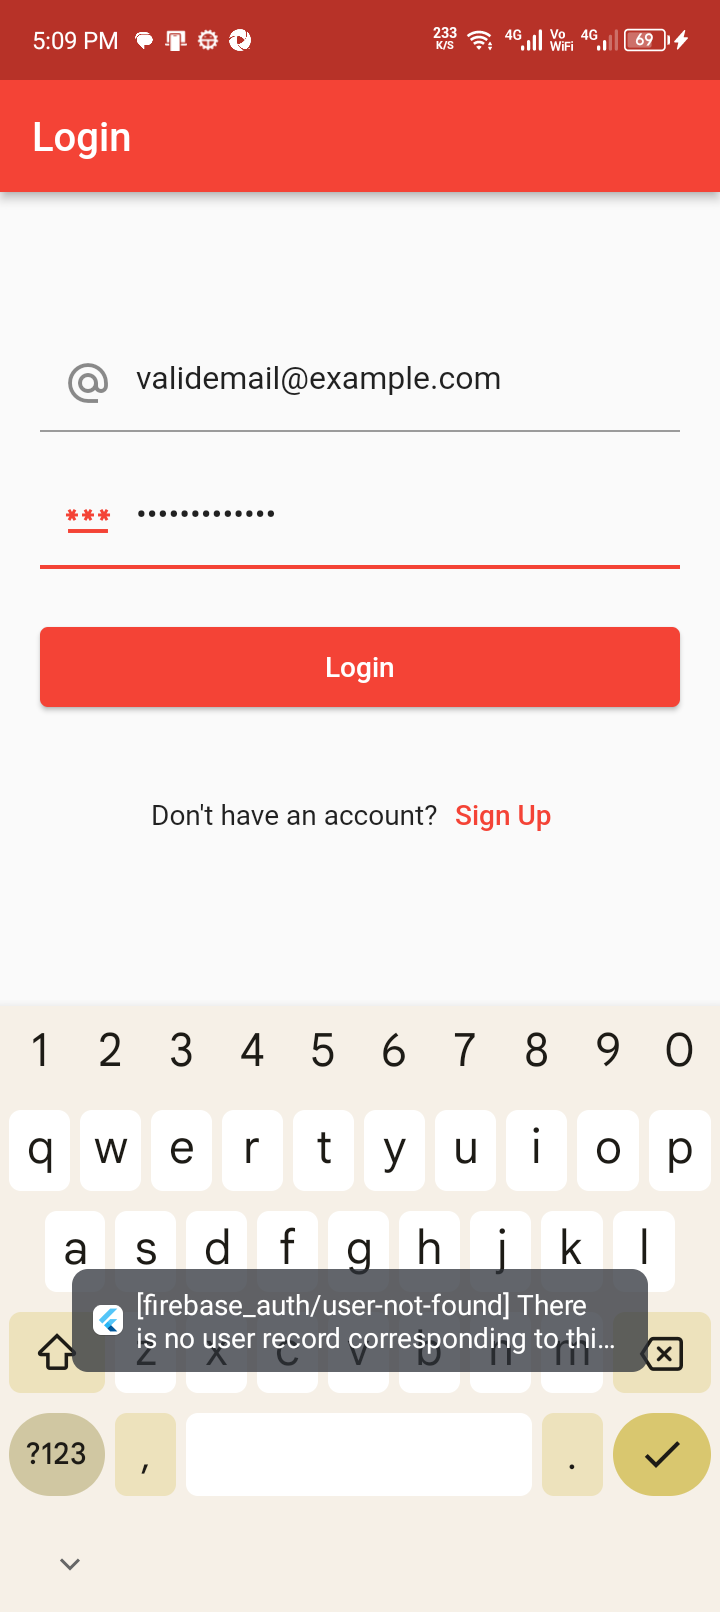 5:09 PM
233
K/S
4G
Vo
WiFi
4G
69
Login
validemail@example.com
•••••••••••••
Login
Don't have an account? Sign Up
1 2 3 4 5 6 7 8 9 0
q w e r t y u i o p
a s d f g h j k l
[firebase_auth/user-not-found] There
is no user record corresponding to thi...
z x c v b n m
?123 , .